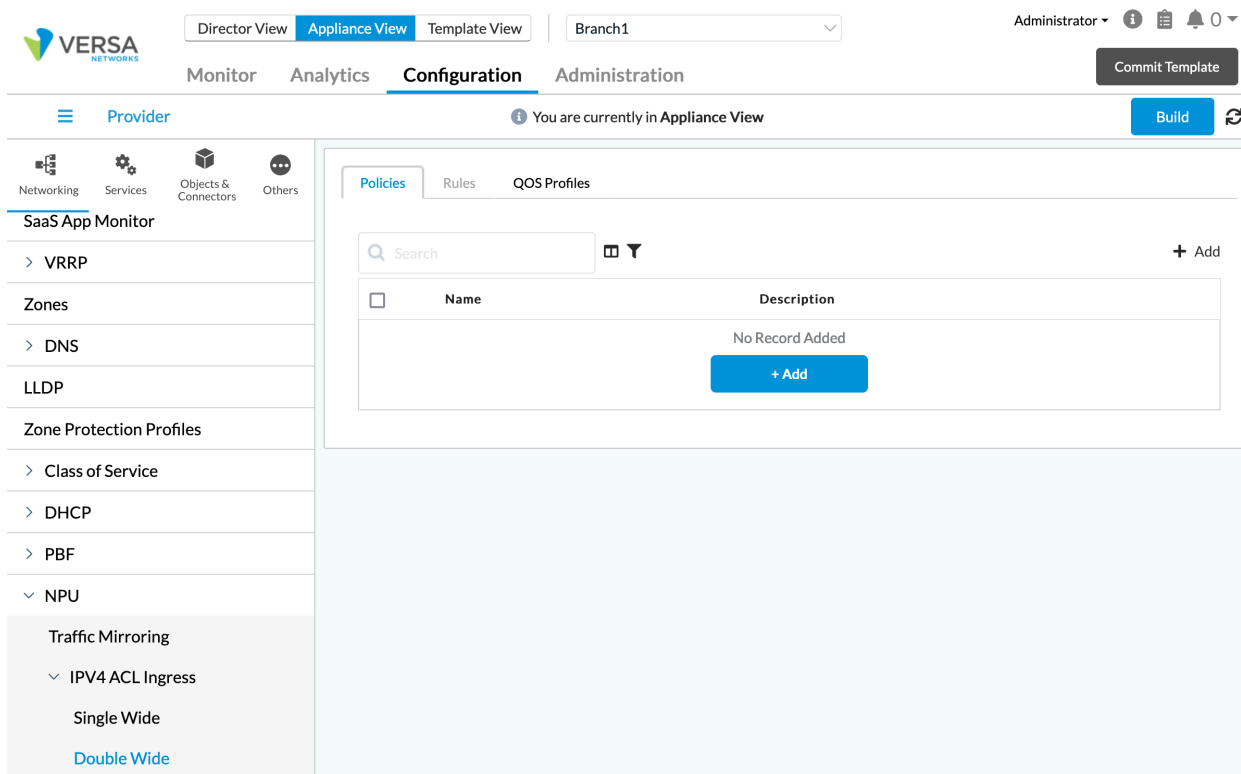 VERSA
NETWORKS
Director View Appliance View Template View
Branch1
Administrator
0
Monitor Analytics Configuration Administration
Commit Template
Provider
You are currently in Appliance View
Build
Networking Services Objects & Connectors Others
SaaS App Monitor
VRRP
Zones
DNS
LLDP
Zone Protection Profiles
Class of Service
DHCP
PBF
NPU
Traffic Mirroring
IPV4 ACL Ingress
Single Wide
Double Wide
Policies Rules QOS Profiles
Search
+ Add
Name Description
No Record Added
+ Add